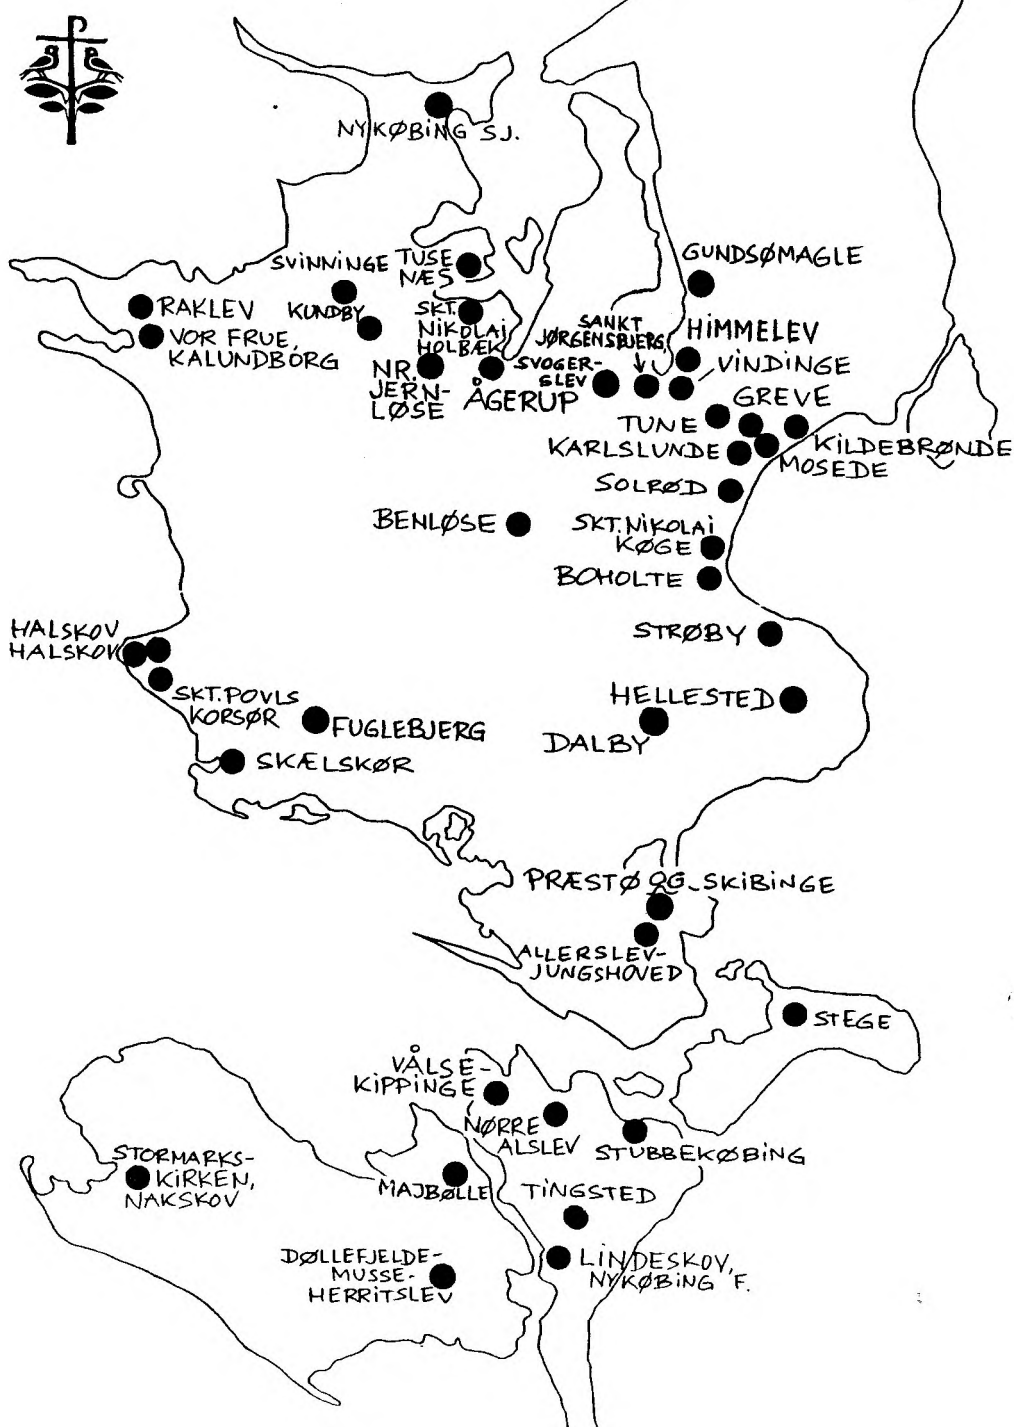 NYKØBING SJ.
SVINNINGE
TUSE
NÆS
GUNDSØMAGLE
RAKLEV
KUNDBY
SKT.
NIKOLAI
HOLBÆK
SANKT
JØRGENSBJERG
HIMMELEV
VOR FRUE,
KALUNDBORG
NR.
JERN-
LØSE
ÅGERUP
SVOGER-
SLEV
VINDINGE
GREVE
TUNE
KILDEBRØNDE
KARLSLUNDE
MOSEDE
SOLRØD
BENLØSE
SKT. NIKOLAI
KØGE
BOHOLTE
HALSKOV
HALSKOV
STRØBY
SKT. POVLS
KORSØR
FUGLEBJERG
HELLESTED
DALBY
SKÆLSKØR
PRÆSTØ OG SKIBINGE
ALLERSLEV-
JUNGSHOVED
STEGE
VÅLSE-
KIPPINGE
NØRRE
ALSLEV
STUBBEKØBING
STORMARKS-
KIRKEN,
NAKSKOV
MAJBØLLE
TINGSTED
DØLLEFJELDE-
MUSSE-
HERRITSLEV
LINDESKOV,
NYKØBING F.